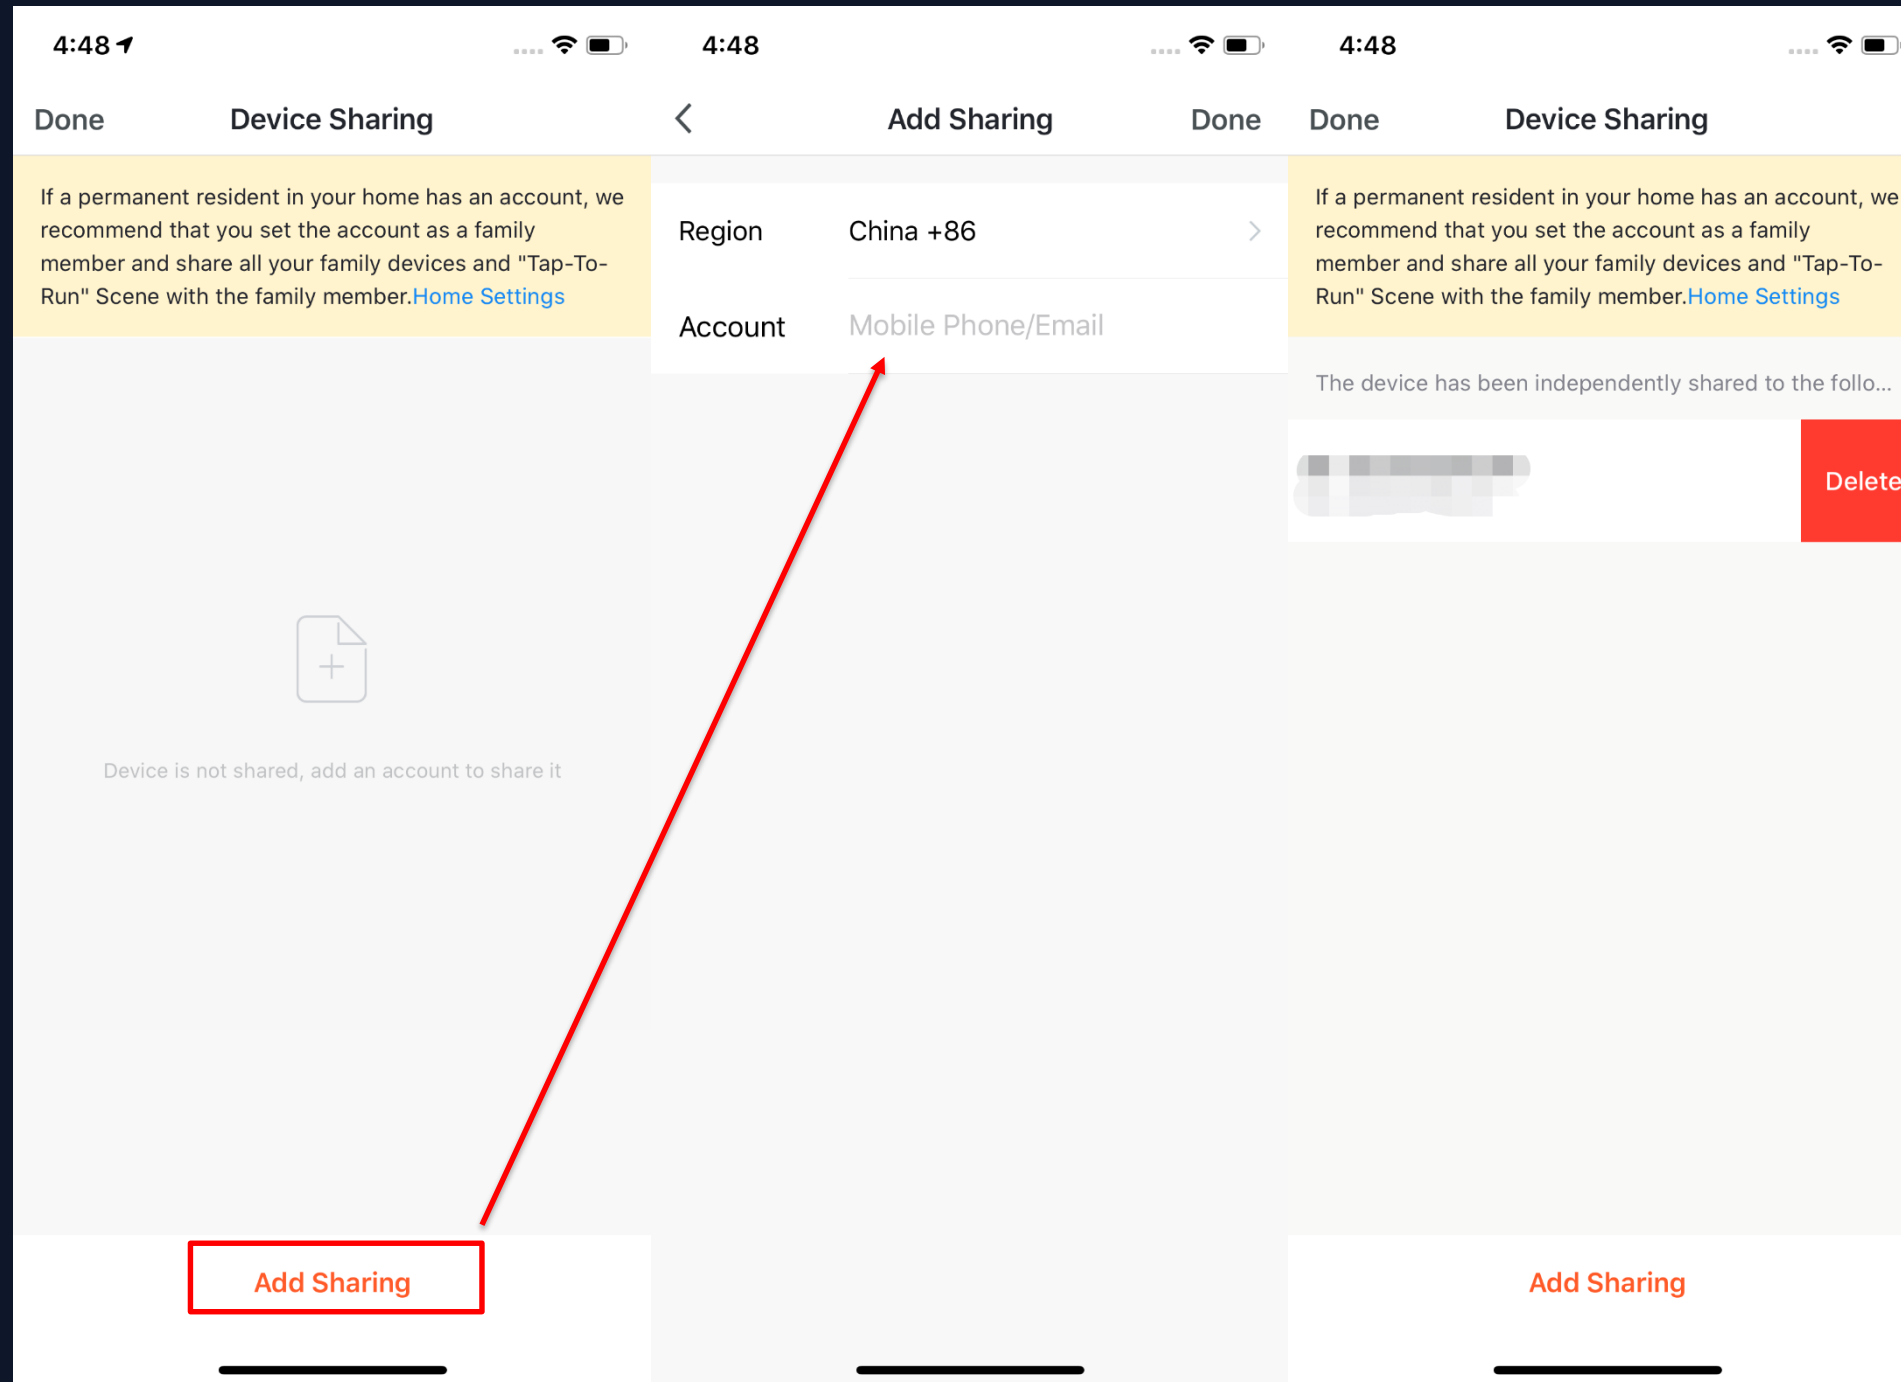 4:48
Done
Device Sharing
If a permanent resident in your home has an account, we
recommend that you set the account as a family
member and share all your family devices and "Tap-To-
Run" Scene with the family member.Home Settings
Device is not shared, add an account to share it
Add Sharing
4:48
Add Sharing
Done
Region
China +86
Account
Mobile Phone/Email
4:48
Done
Device Sharing
If a permanent resident in your home has an account, we
recommend that you set the account as a family
member and share all your family devices and "Tap-To-
Run" Scene with the family member.Home Settings
The device has been independently shared to the follo...
Delete
Add Sharing